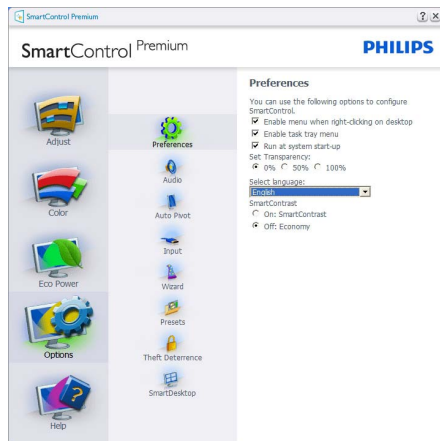 SmartControl Premium
SmartControl Premium
PHILIPS
Adjust
Color
Eco Power
Options
Help
Preferences
Audio
Auto Pivot
Input
Wizard
Presets
Theft Deterrence
SmartDesktop
Preferences
You can use the following options to configure
SmartControl.
Enable menu when right-clicking on desktop
Enable task tray menu
Run at system start-up
Set Transparency:
0% 50% 100%
Select language:
English
SmartContrast
On: SmartContrast
Off: Economy